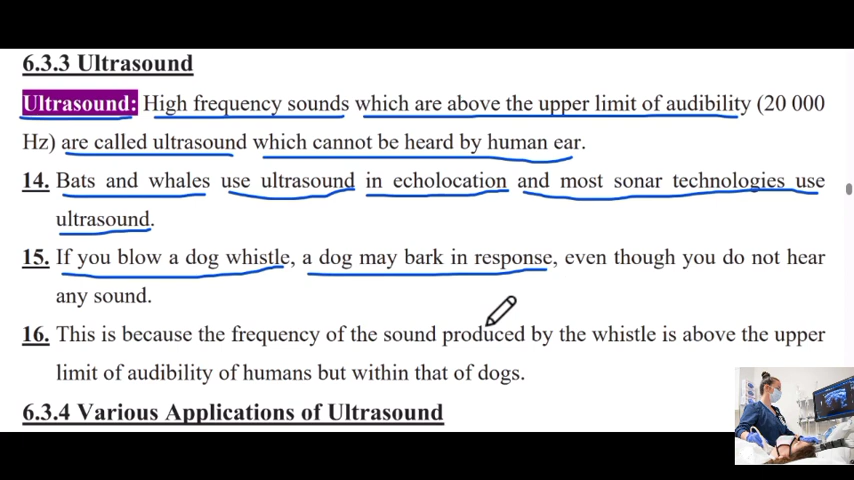 6.3.3 Ultrasound
Ultrasound: High frequency sounds which are above the upper limit of audibility (20 000
Hz) are called ultrasound which cannot be heard by human ear.
14. Bats and whales use ultrasound in echolocation and most sonar technologies use
ultrasound.
15. If you blow a dog whistle, a dog may bark in response, even though you do not hear
any sound.
16. This is because the frequency of the sound produced by the whistle is above the upper
limit of audibility of humans but within that of dogs.
6.3.4 Various Applications of Ultrasound